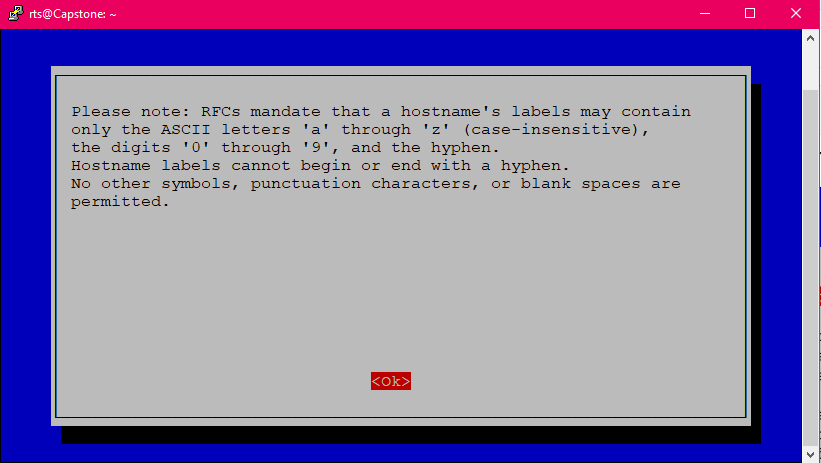 rts@Capstone: ~
Please note: RFCs mandate that a hostname's labels may contain
only the ASCII letters 'a' through 'z' (case-insensitive),
the digits '0' through '9', and the hyphen.
Hostname labels cannot begin or end with a hyphen.
No other symbols, punctuation characters, or blank spaces are
permitted.
<Ok>